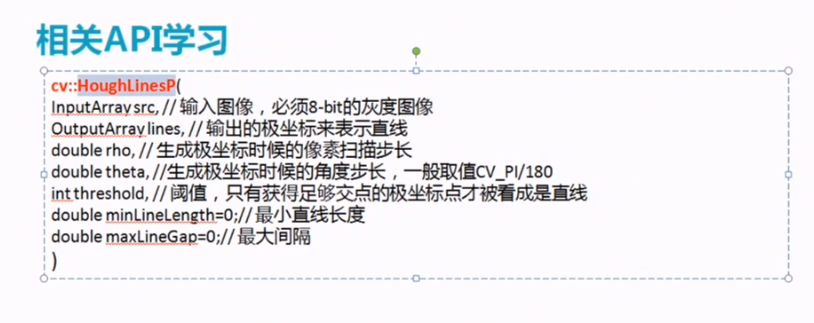 相关API学习
cv::HoughLinesP(
InputArray src, // 输入图像，必须8-bit的灰度图像
OutputArray lines, // 输出的极坐标来表示直线
double rho, // 生成极坐标时候的像素扫描步长
double theta, //生成极坐标时候的角度步长，一般取值CV_PI/180
int threshold, // 阈值，只有获得足够交点的极坐标点才被看成是直线
double minLineLength=0;// 最小直线长度
double maxLineGap=0;// 最大间隔
)